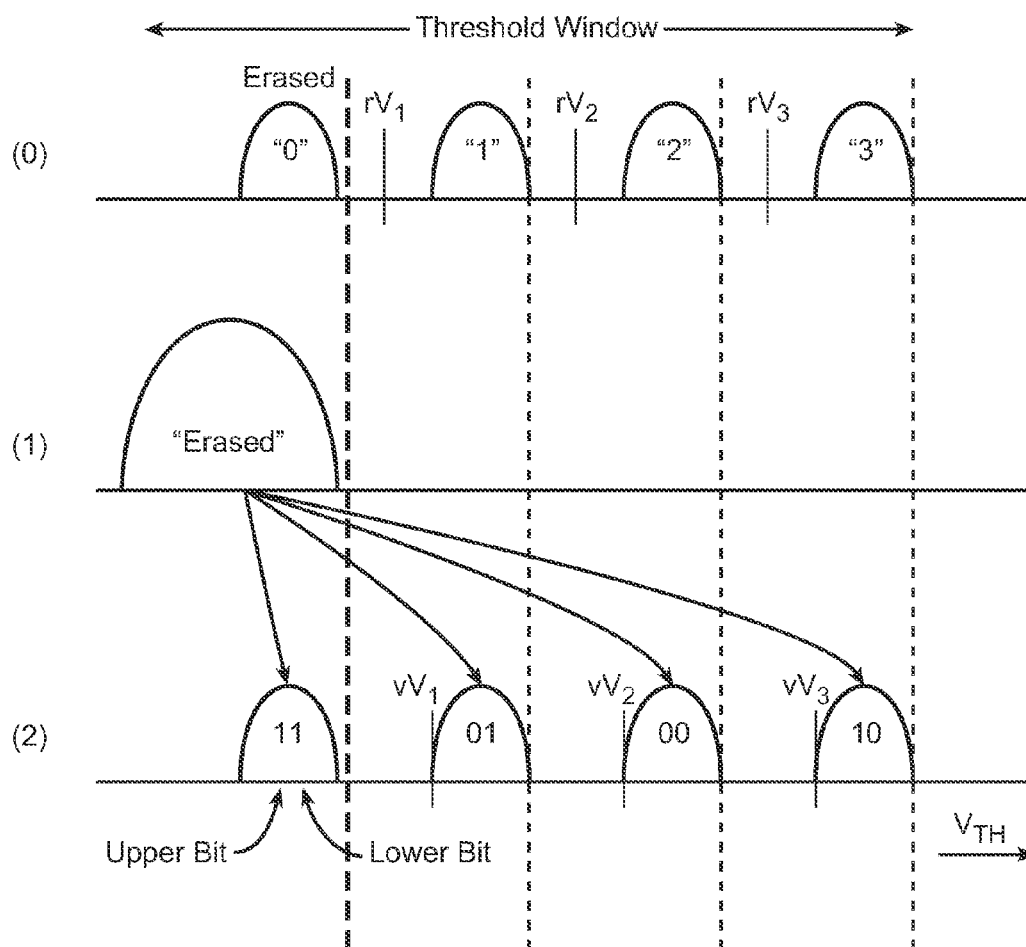 Threshold Window
Erased
rV1 rV2 rV3
(0) “0” “1” “2” “3”
(1) “Erased”
vV1 vV2 vV3
(2) 11 01 00 10
Upper Bit Lower Bit VTH